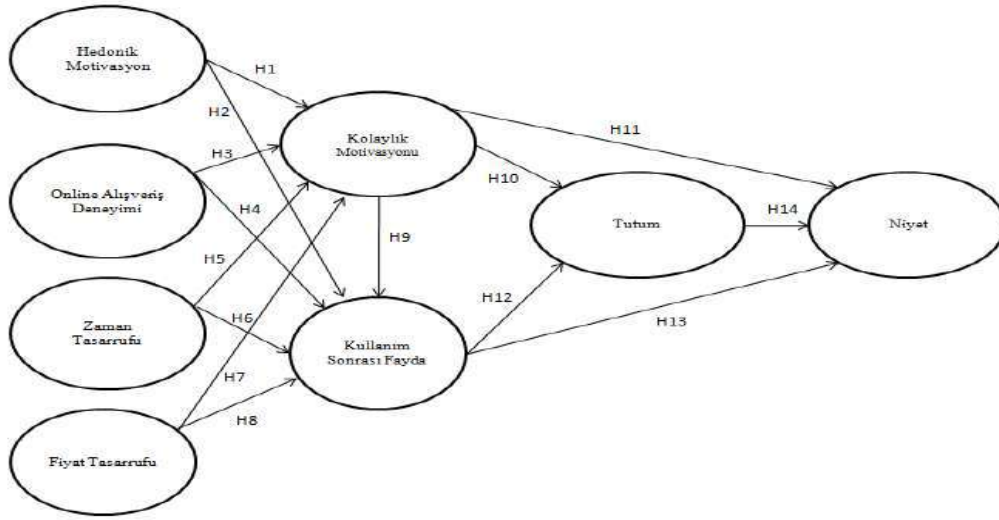 Hedonik
Motivasyon
H1
H2
Kolaylık
Motivasyonu
H11
H3
H10
Online Alışveriş
Deneyimi
H4
H9
Tutum
H14
Niyet
H5
H12
H13
Zaman
Tasarrufu
H6
Kullanım
Sonrası Fayda
H7
H8
Fiyat Tasarrufu